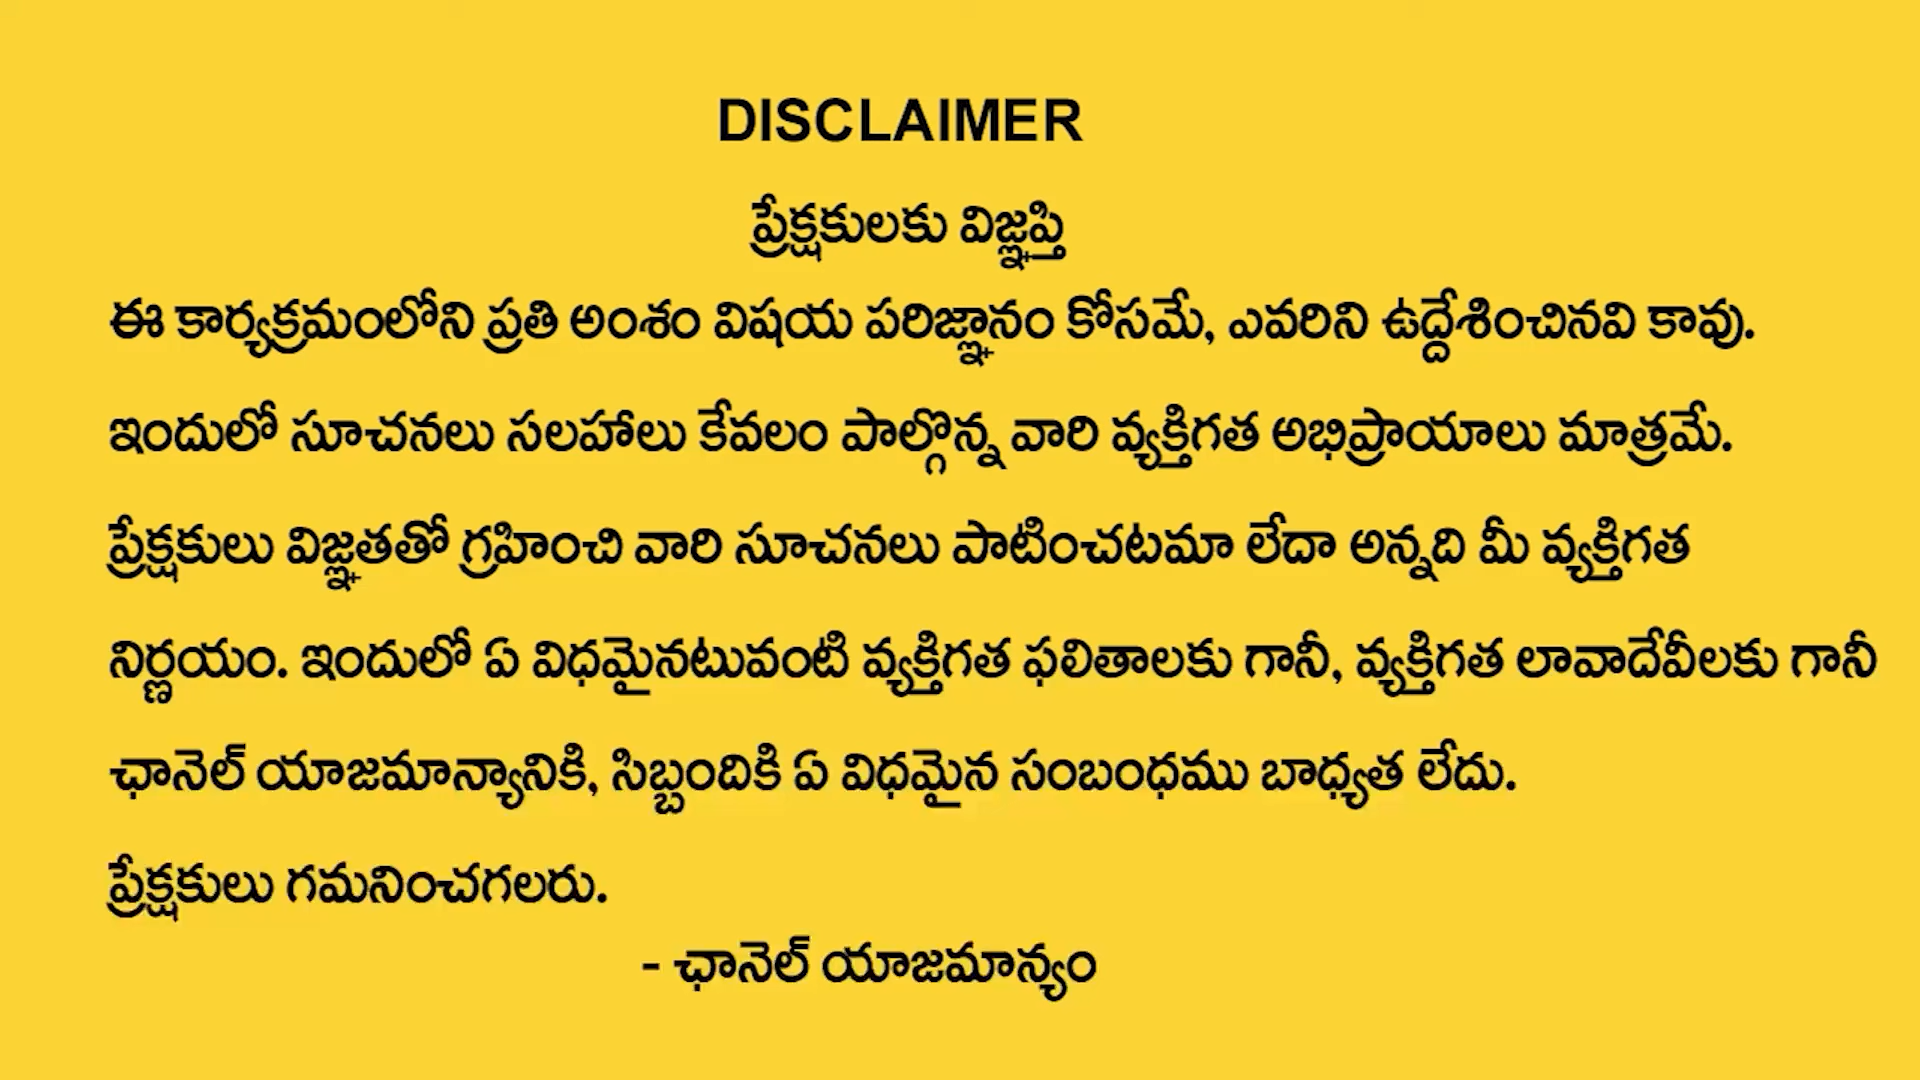 DISCLAIMER
ప్రేక్షకులకు విజ్ఞప్తి
ఈ కార్యక్రమంలోని ప్రతి అంశం విషయ పరిజ్ఞానం కోసమే, ఎవరిని ఉద్దేశించినవి కావు.
ఇందులో సూచనలు సలహాలు కేవలం పాల్గొన్న వారి వ్యక్తిగత అభిప్రాయాలు మాత్రమే.
ప్రేక్షకులు విజ్ఞతతో గ్రహించి వారి సూచనలు పాటించటమా లేదా అన్నది మీ వ్యక్తిగత
నిర్ణయం. ఇందులో ఏ విధమైనటువంటి వ్యక్తిగత ఫలితాలకు గానీ, వ్యక్తిగత లావాదేవీలకు గానీ
ఛానెల్ యాజమాన్యానికి, సిబ్బందికి ఏ విధమైన సంబంధము బాధ్యత లేదు.
ప్రేక్షకులు గమనించగలరు.
- ఛానెల్ యాజమాన్యం